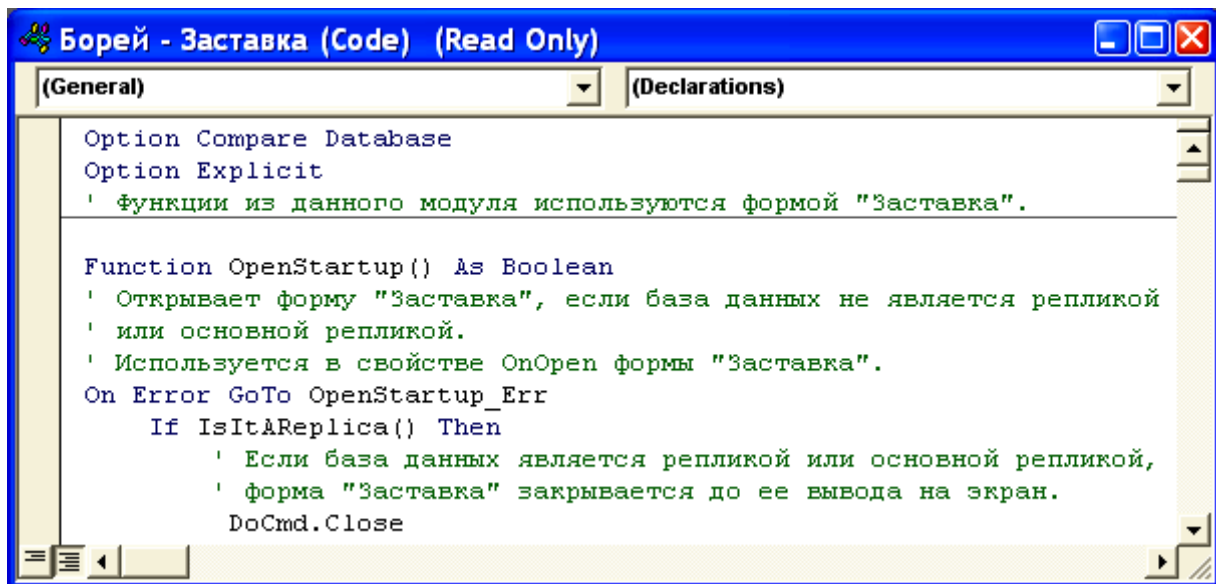 Борей - Заставка (Code) (Read Only)
(General) (Declarations)
Option Compare Database
Option Explicit
' Функции из данного модуля используются формой "Заставка".
Function OpenStartup() As Boolean
' Открывает форму "Заставка", если база данных не является репликой
' или основной репликой.
' Используется в свойстве OnOpen формы "Заставка".
On Error GoTo OpenStartup_Err
If IsItAReplica() Then
' Если база данных является репликой или основной репликой,
' форма "Заставка" закрывается до ее вывода на экран.
DoCmd.Close